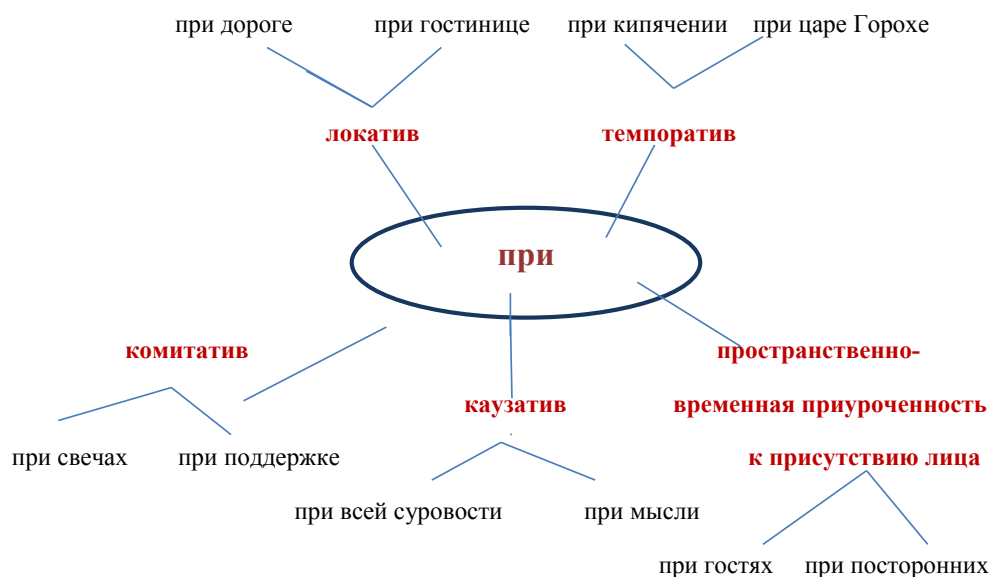 при дороге
при гостинице
при кипячении
при царе Горохе
локатив
темпоратив
при
комитатив
пространственно-
каузатив
временная приуроченность
при свечах
при поддержке
к присутствию лица
при всей суровости
при мысли
при гостях
при посторонних